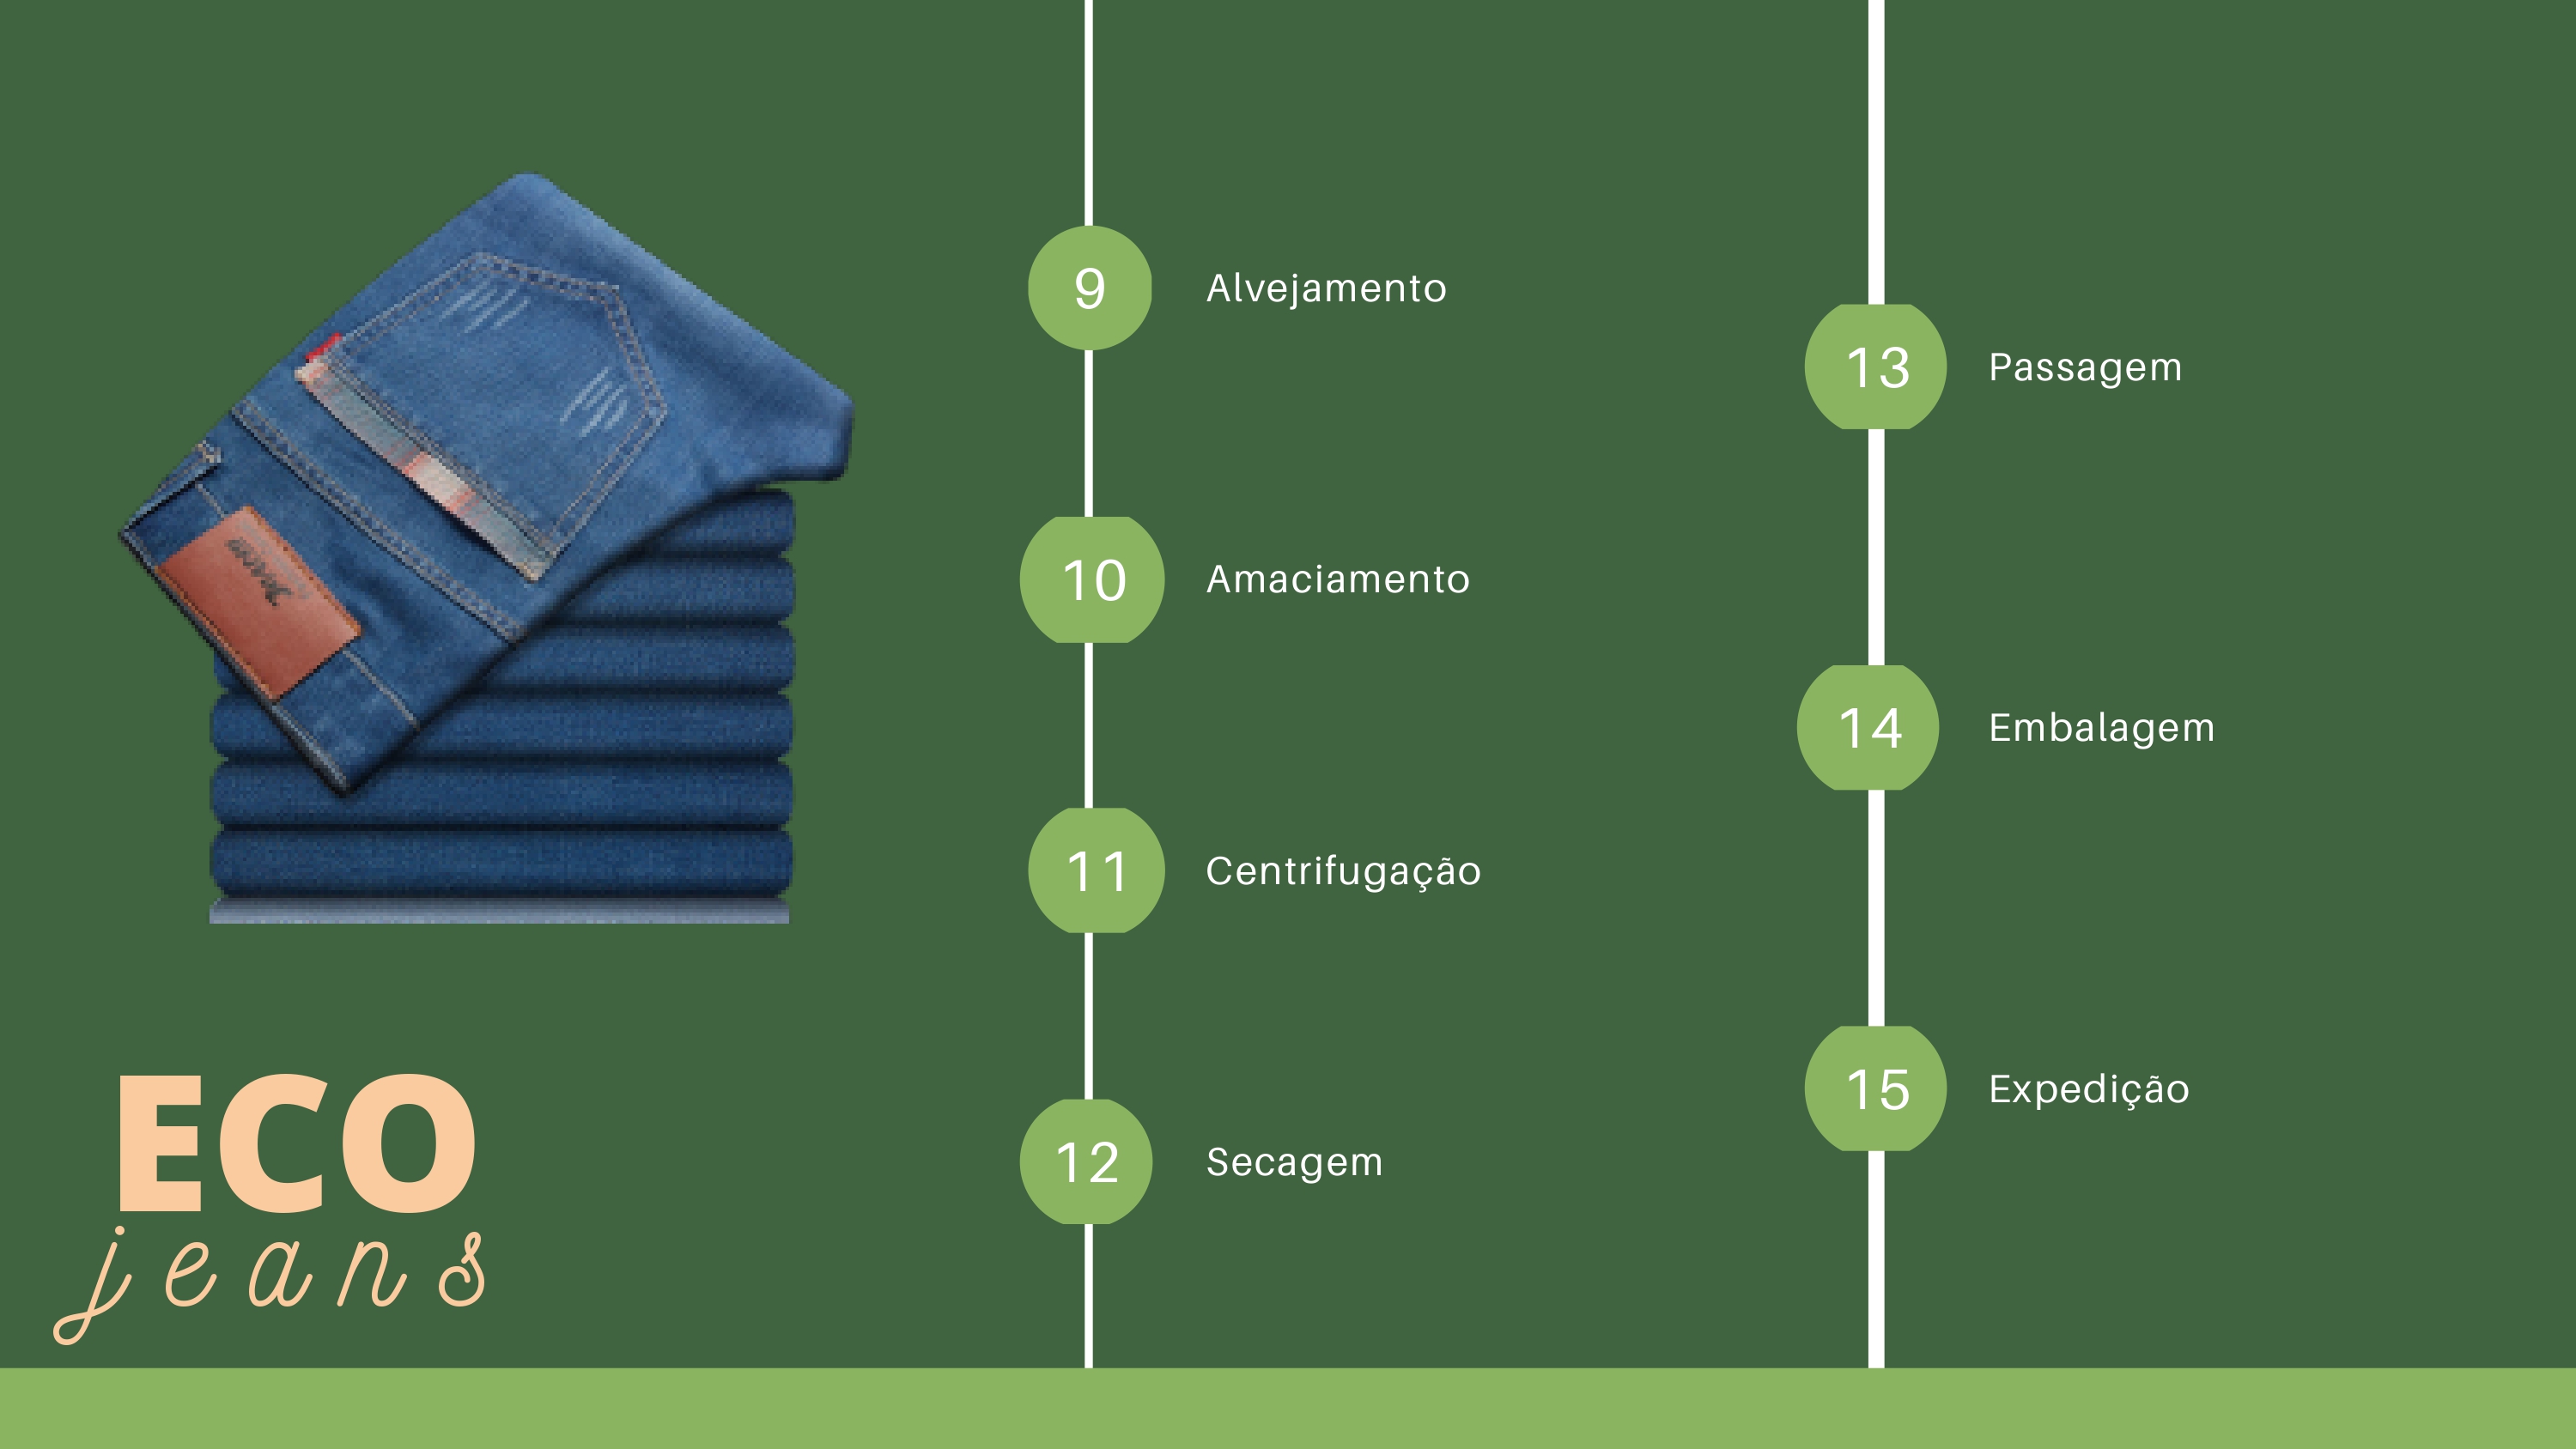 9 Alvejamento
10 Amaciamento
11 Centrifugação
12 Secagem
13 Passagem
14 Embalagem
15 Expedição
ECO
jeans